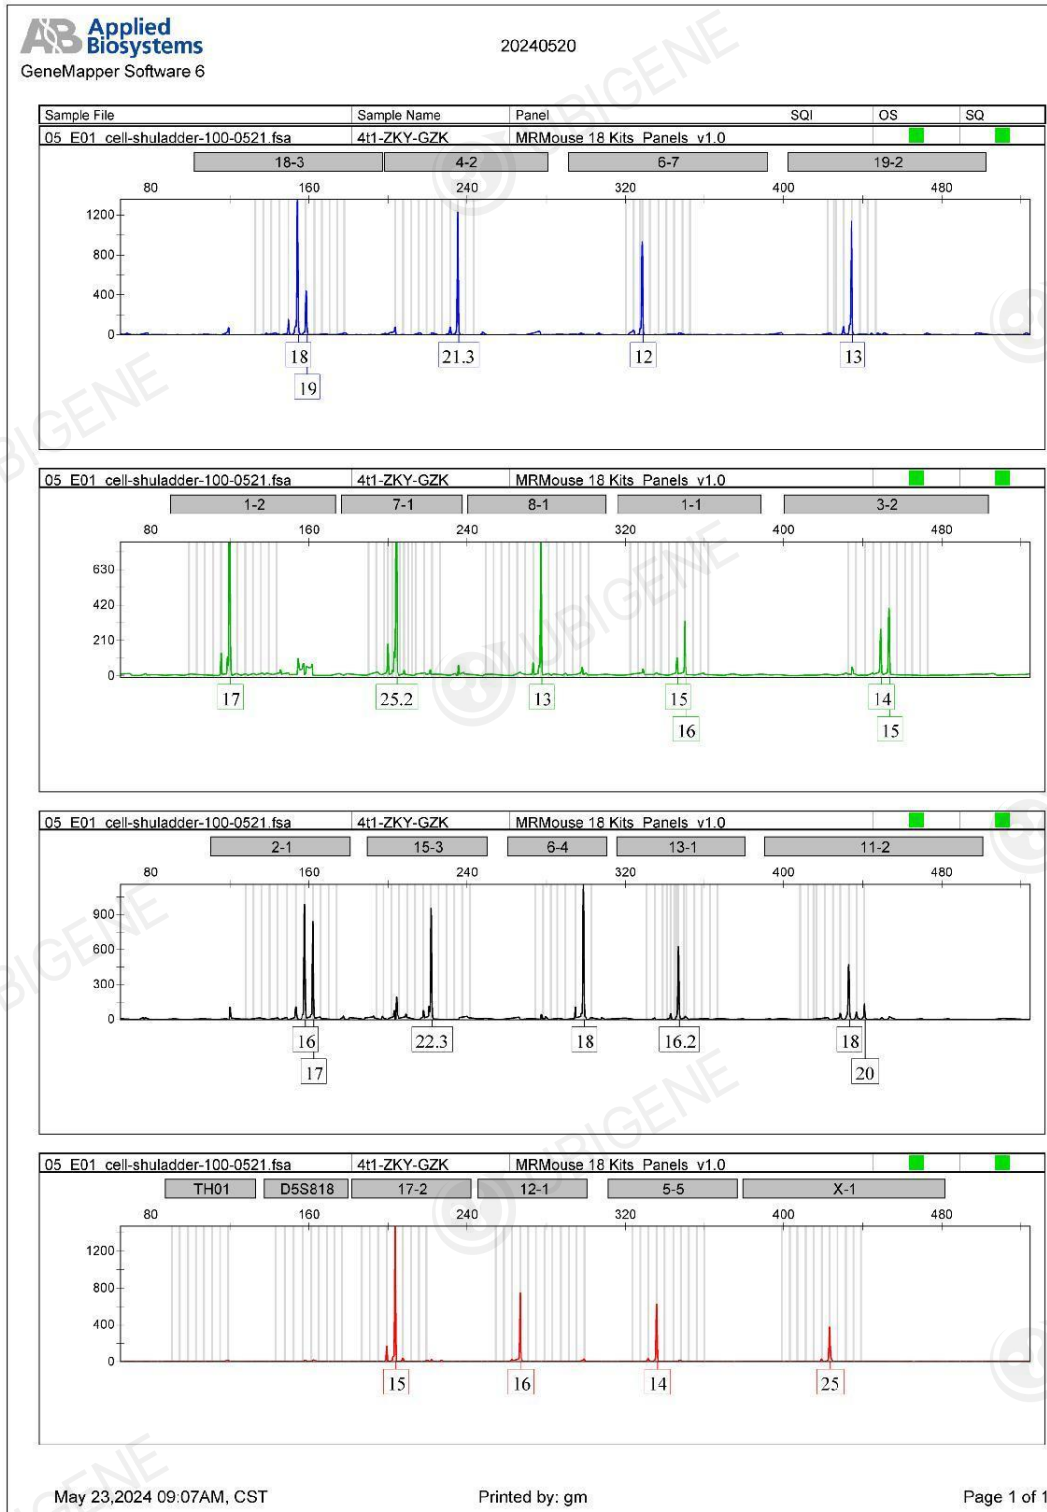 AB Applied
Biosystems
GeneMapper Software 6
20240520
Sample File Sample Name Panel SQI OS SQ
05_E01_cell-shuladder-100-0521.fsa 4t1-ZKY-GZK MRMouse 18 Kits_Panels_v1.0
18-3 4-2 6-7 19-2
80 160 240 320 400 480
1200
800
400
0
18 21.3 12 13
19
05_E01_cell-shuladder-100-0521.fsa 4t1-ZKY-GZK MRMouse 18 Kits_Panels_v1.0
1-2 7-1 8-1 1-1 3-2
80 160 240 320 400 480
630
420
210
0
17 25.2 13 15 14
16 15
05_E01_cell-shuladder-100-0521.fsa 4t1-ZKY-GZK MRMouse 18 Kits_Panels_v1.0
2-1 15-3 6-4 13-1 11-2
80 160 240 320 400 480
900
600
300
0
16 22.3 18 16.2 18
17 20
05_E01_cell-shuladder-100-0521.fsa 4t1-ZKY-GZK MRMouse 18 Kits_Panels_v1.0
TH01 D5S818 17-2 12-1 5-5 X-1
80 160 240 320 400 480
1200
800
400
0
15 16 14 25
May 23,2024 09:07AM, CST Printed by: gm Page 1 of 1
UBIGENE